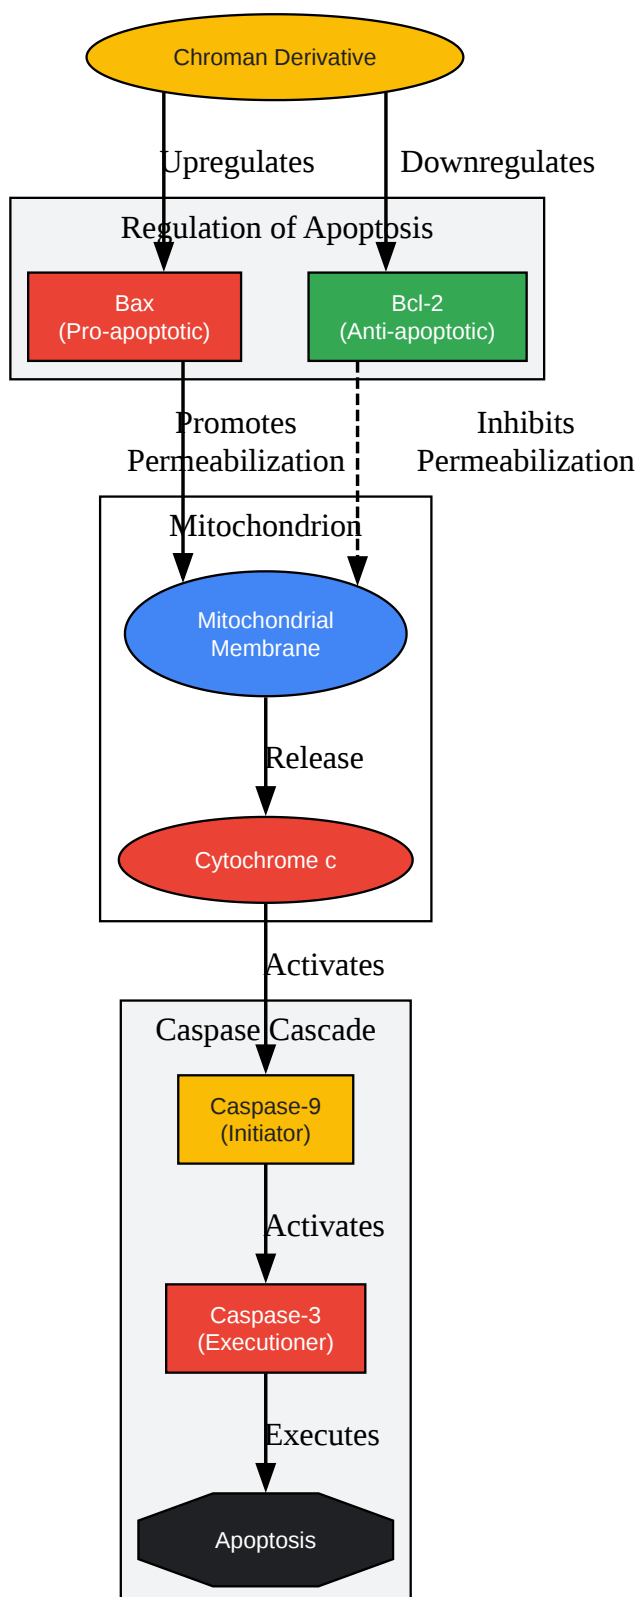 Chroman Derivative
Upregulates
Downregulates
Regulation of Apoptosis
Bax
(Pro-apoptotic)
Bcl-2
(Anti-apoptotic)
Promotes
Permeabilization
Inhibits
Permeabilization
Mitochondrion
Mitochondrial
Membrane
Release
Cytochrome c
Activates
Caspase Cascade
Caspase-9
(Initiator)
Activates
Caspase-3
(Executioner)
Executes
Apoptosis